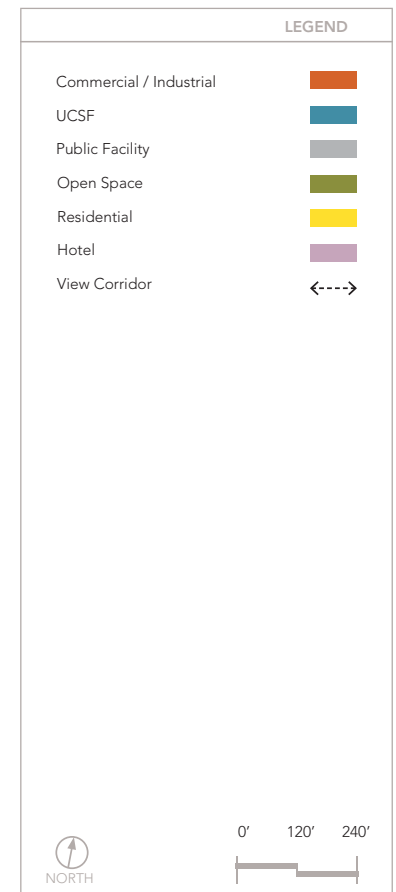 LEGEND
Commercial / Industrial
UCSF
Public Facility
Open Space
Residential
Hotel
View Corridor
0’ 120’ 240’
NORTH